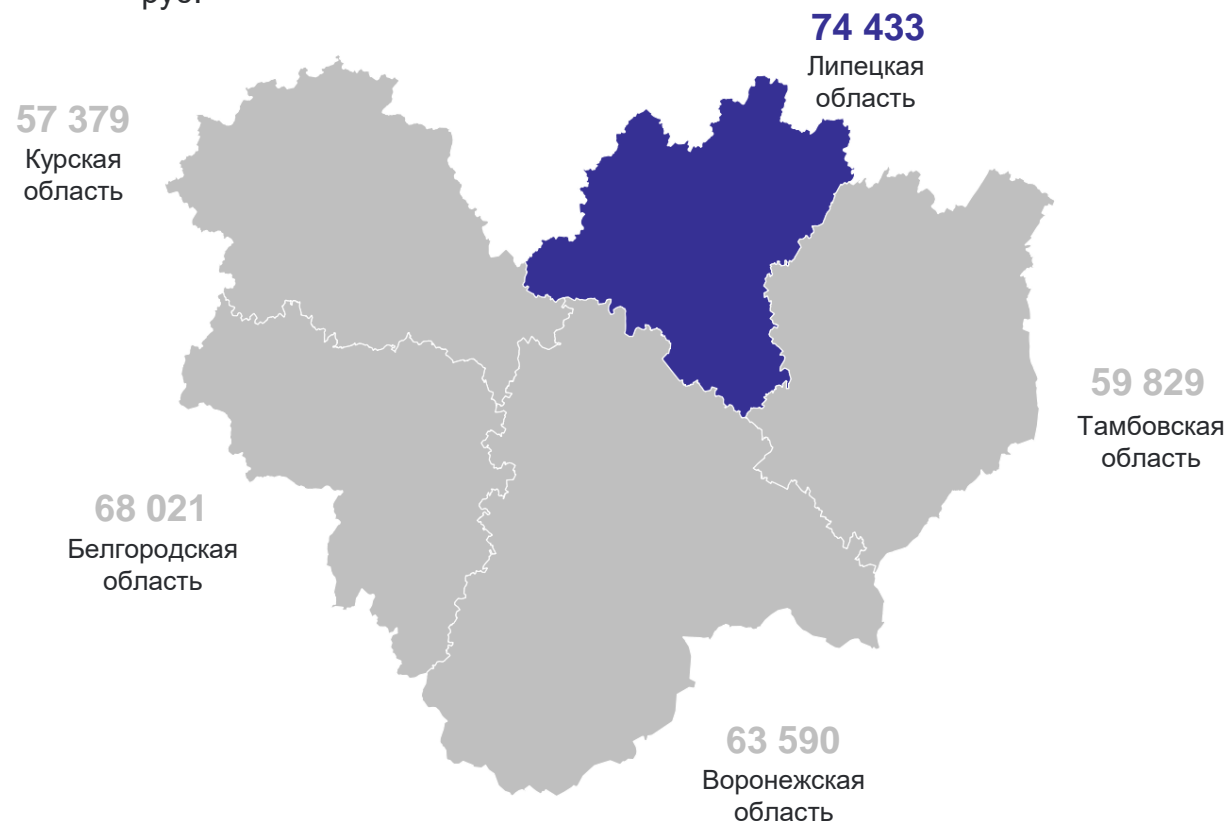 руб.
74 433
Липецкая
область
57 379
Курская
область
59 829
Тамбовская
область
68 021
Белгородская
область
63 590
Воронежская
область